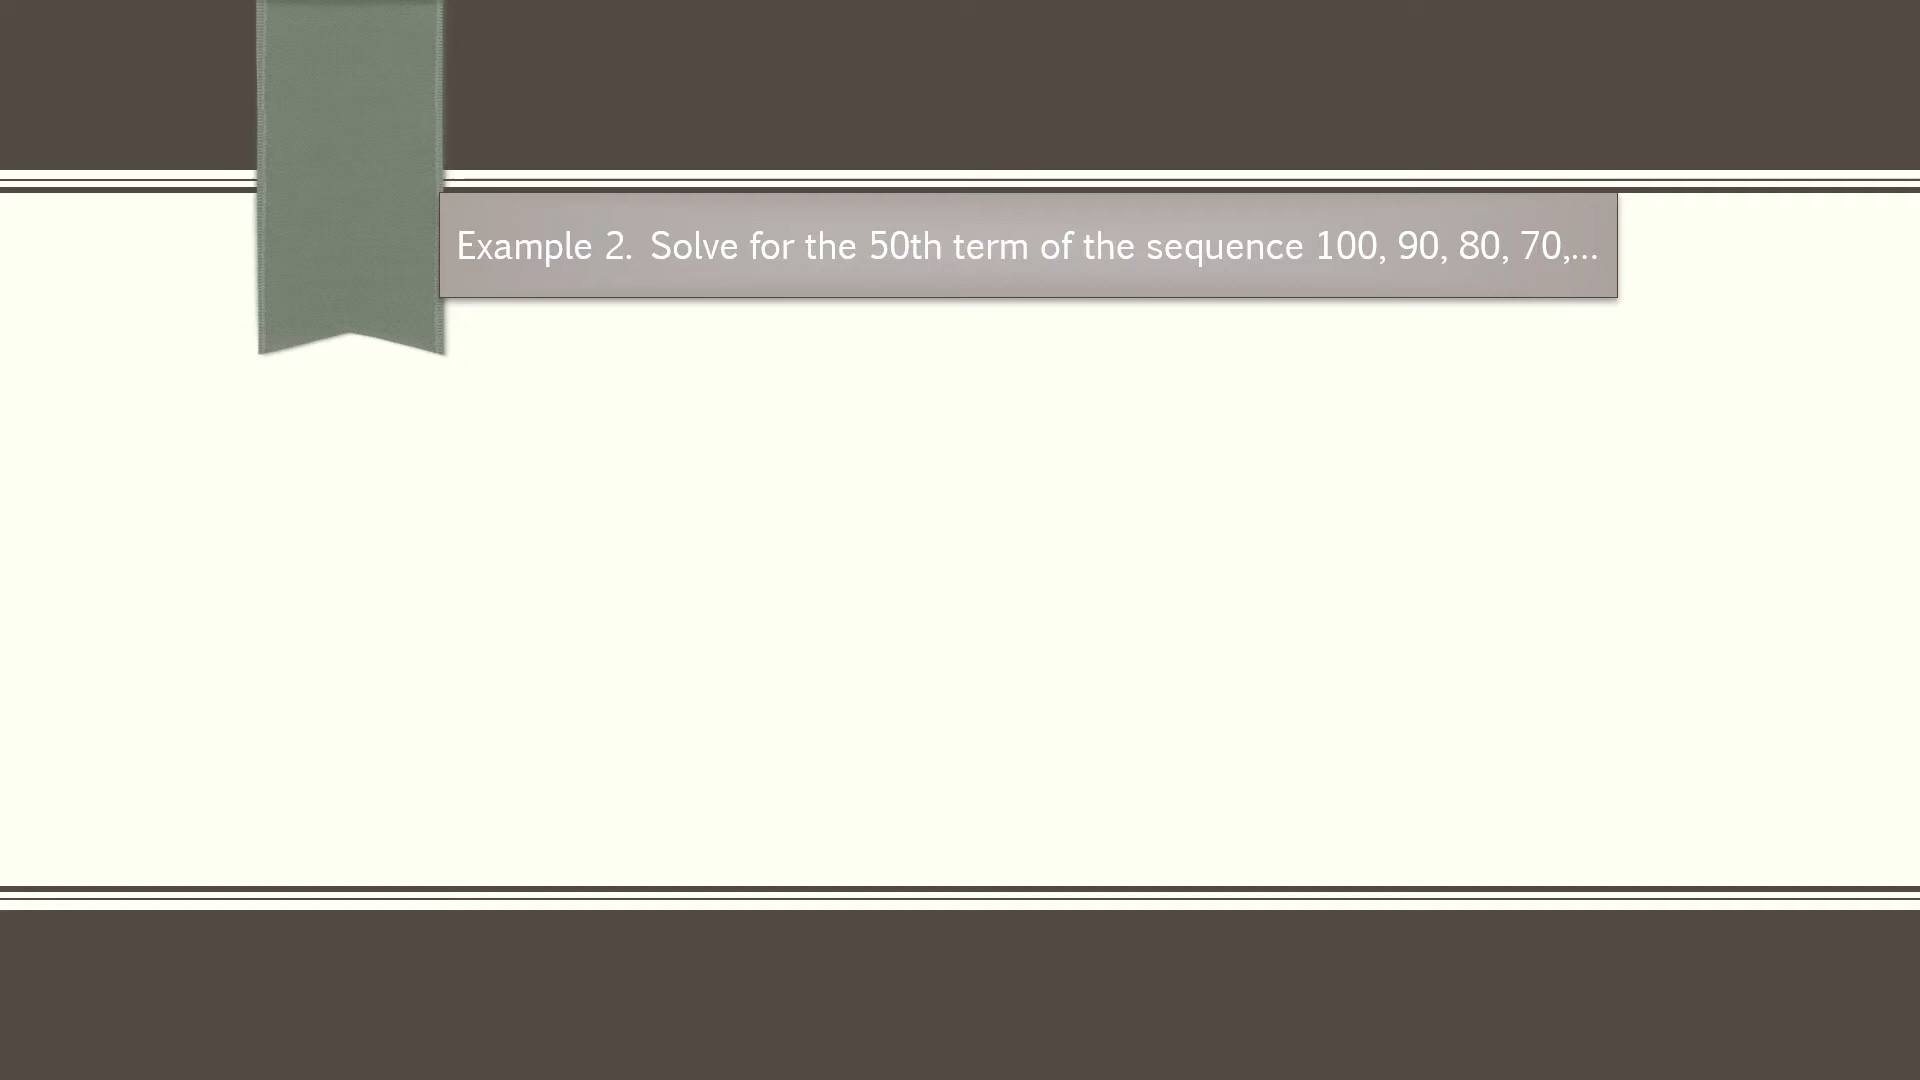 Example 2. Solve for the 50th term of the sequence 100, 90, 80, 70,...